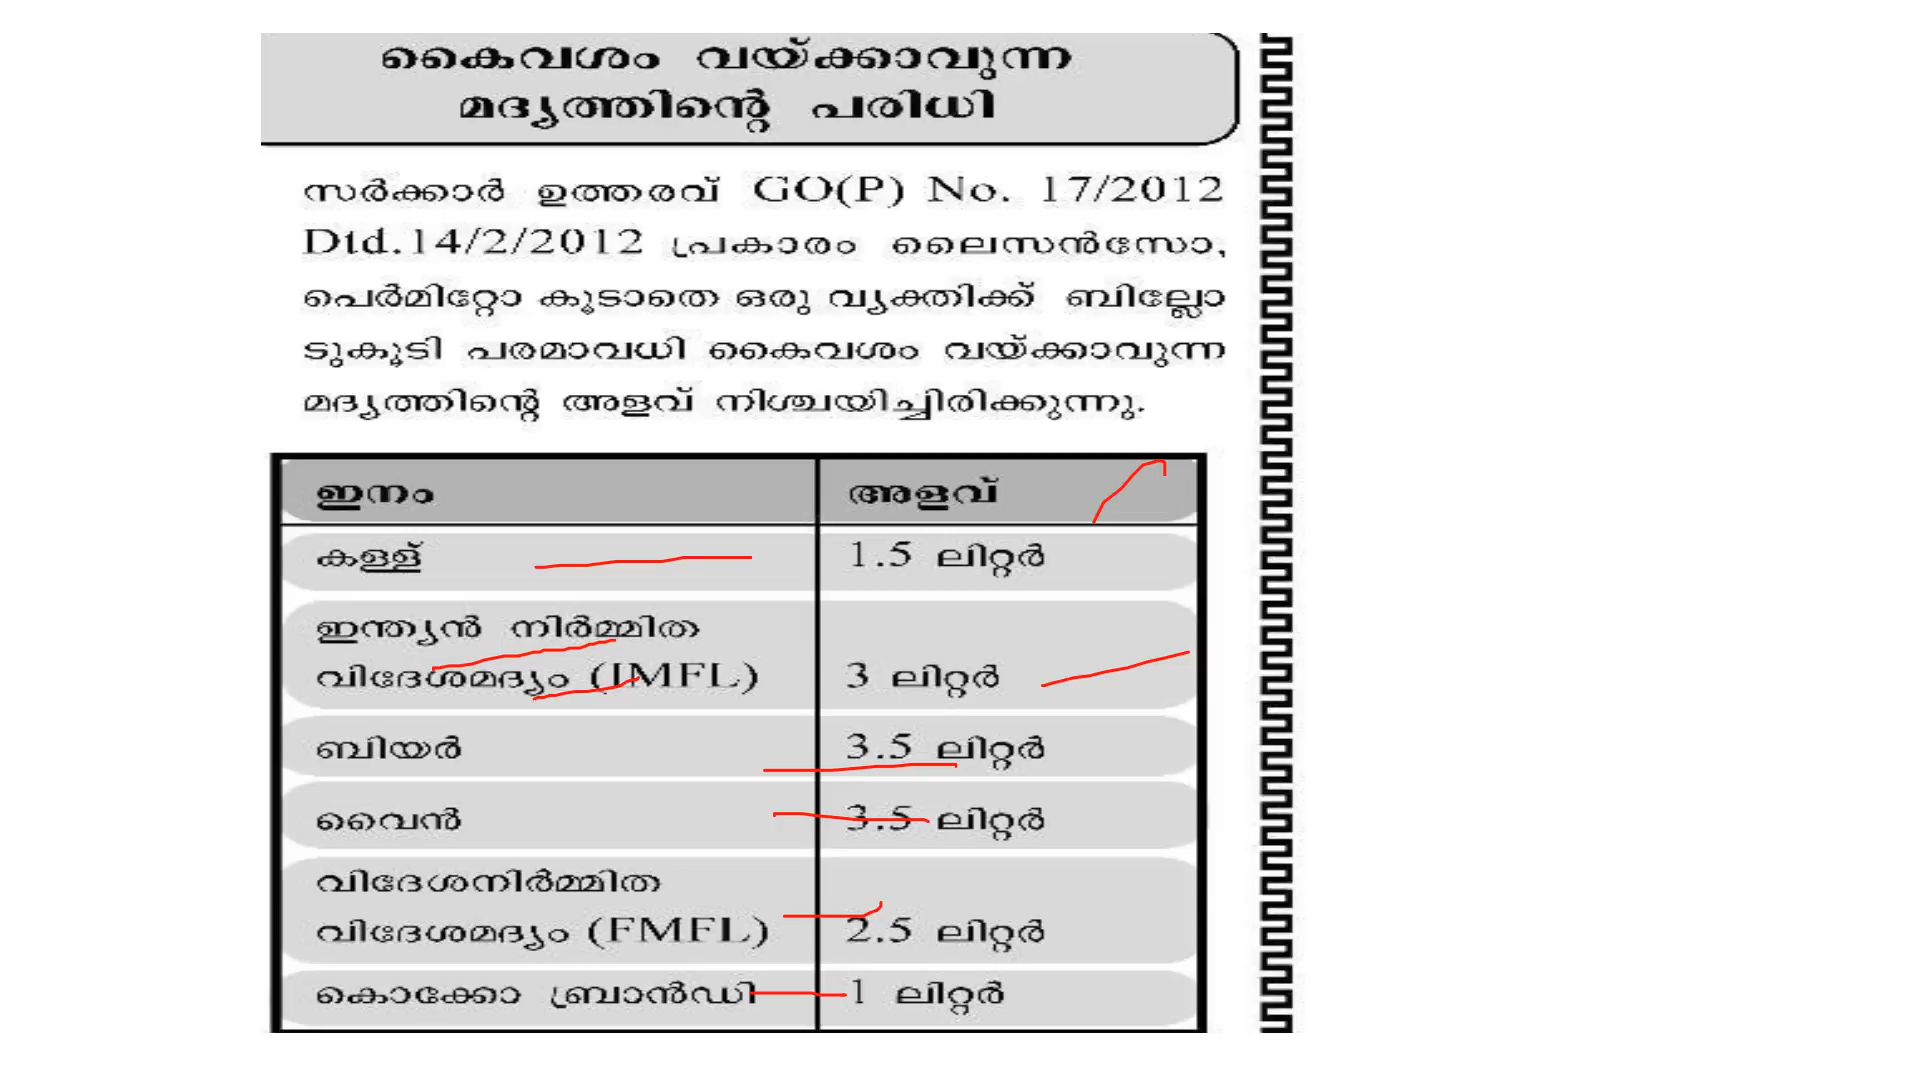 കൈവശം വയ്ക്കാവുന്ന
മദ്യത്തിന്റെ പരിധി
സർക്കാർ ഉത്തരവ് GO(P) No. 17/2012
Dtd.14/2/2012 പ്രകാരം ലൈസൻസോ,
പെർമിറ്റോ കൂടാതെ ഒരു വ്യക്തിക്ക് ബില്ലോ
ടുകൂടി പരമാവധി കൈവശം വയ്ക്കാവുന്ന
മദ്യത്തിന്റെ അളവ് നിശ്ചയിച്ചിരിക്കുന്നു.
ഇനം അളവ്
കള്ള് 1.5 ലിറ്റർ
ഇന്ത്യൻ നിർമ്മിത
വിദേശമദ്യം (IMFL) 3 ലിറ്റർ
ബിയർ 3.5 ലിറ്റർ
വൈൻ 3.5 ലിറ്റർ
വിദേശനിർമ്മിത
വിദേശമദ്യം (FMFL) 2.5 ലിറ്റർ
കൊക്കോ ബ്രാൻഡി 1 ലിറ്റർ